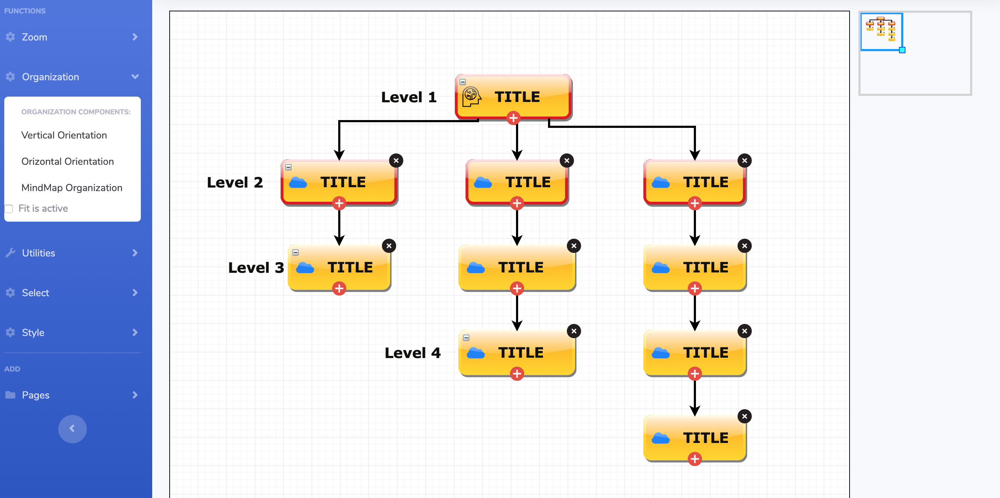 FUNCTIONS
Zoom
Organization
ORGANIZATION COMPONENTS:
Vertical Orientation
Orizontal Orientation
MindMap Organization
Fit is active
Utilities
Select
Style
ADD
Pages
Level 1 TITLE
Level 2 TITLE TITLE TITLE
Level 3 TITLE TITLE TITLE
Level 4 TITLE TITLE
TITLE